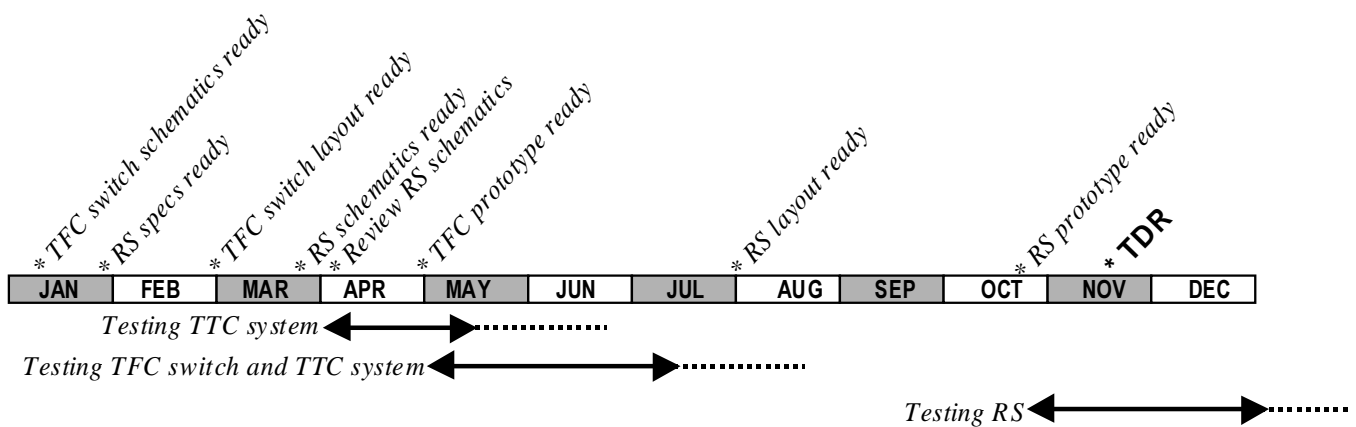 * TFC switch schematics ready
* RS specs ready
* TFC switch layout ready
* RS schematics ready
* Review RS schematics
* TFC prototype ready
* RS layout ready
* RS prototype ready
* TDR
JAN FEB MAR APR MAY JUN JUL AUG SEP OCT NOV DEC
Testing TTC system
Testing TFC switch and TTC system
Testing RS